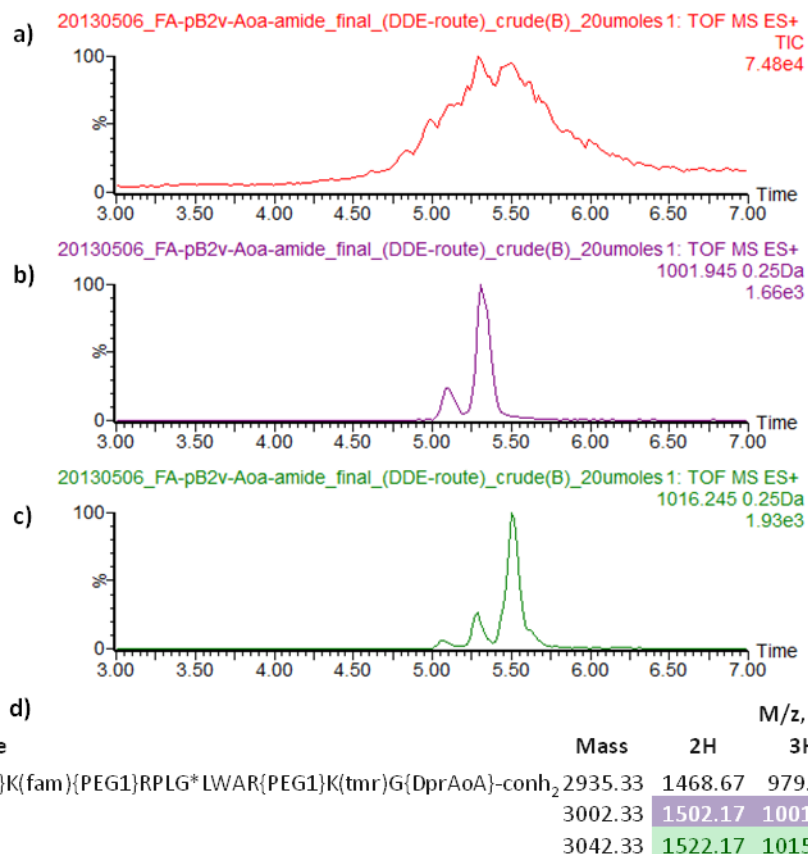 a)
20130506_FA-pB2v-Aoa-amide_final_(DDE-route)_crude(B)_20umoles 1: TOF MS ES+
TIC
7.48e4
100
%
0
3.00 3.50 4.00 4.50 5.00 5.50 6.00 6.50 7.00 Time
b)
20130506_FA-pB2v-Aoa-amide_final_(DDE-route)_crude(B)_20umoles 1: TOF MS ES+
1001.945 0.25Da
1.66e3
100
%
0
3.00 3.50 4.00 4.50 5.00 5.50 6.00 6.50 7.00 Time
c)
20130506_FA-pB2v-Aoa-amide_final_(DDE-route)_crude(B)_20umoles 1: TOF MS ES+
1016.245 0.25Da
1.93e3
100
%
0
3.00 3.50 4.00 4.50 5.00 5.50 6.00 6.50 7.00 Time
d)
M/z,
Mass 2H 3H
}K(fam){PEG1}RPLG*LWAR{PEG1}K(tmr)G{DprAoA}-conh2 2935.33 1468.67 979.
3002.33 1502.17 1001
3042.33 1522.17 1015